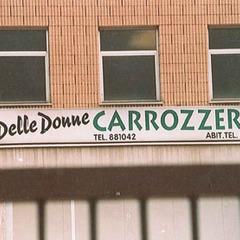 Delle Donne CARROZZER
TEL. 881042 ABIT.TEL.